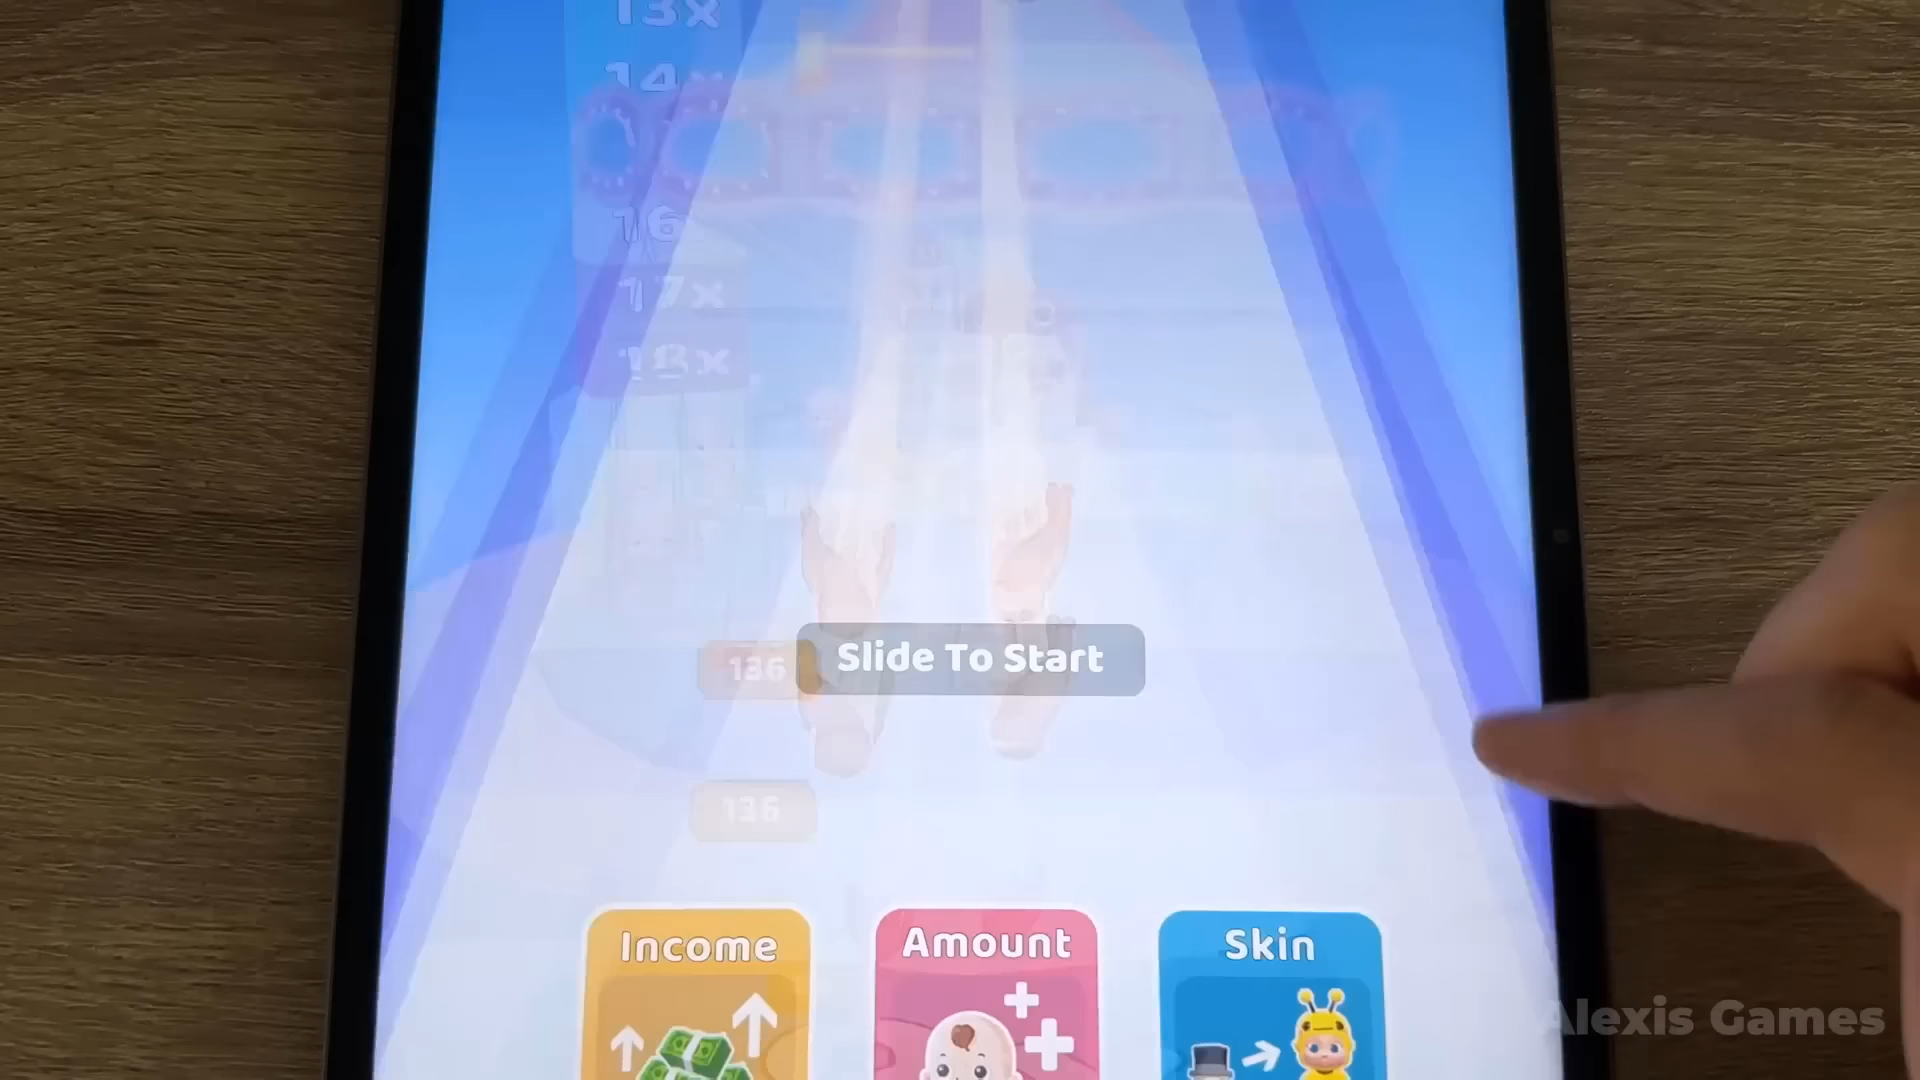 13x
14x
16
17x
18x
136
Slide To Start
136
Income
Amount
Skin
Alexis Games